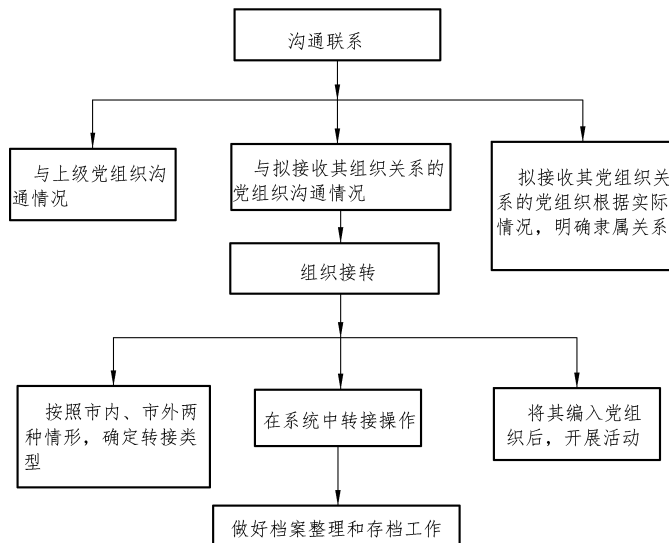 沟通联系
与上级党组织沟
通情况
与拟接收其组织关系的
党组织沟通情况
拟接收其党组织关
系的党组织根据实际
情况，明确隶属关系
组织接转
按照市内、市外两
种情形，确定转接类
型
在系统中转接操作
将其编入党组
织后，开展活动
做好档案整理和存档工作